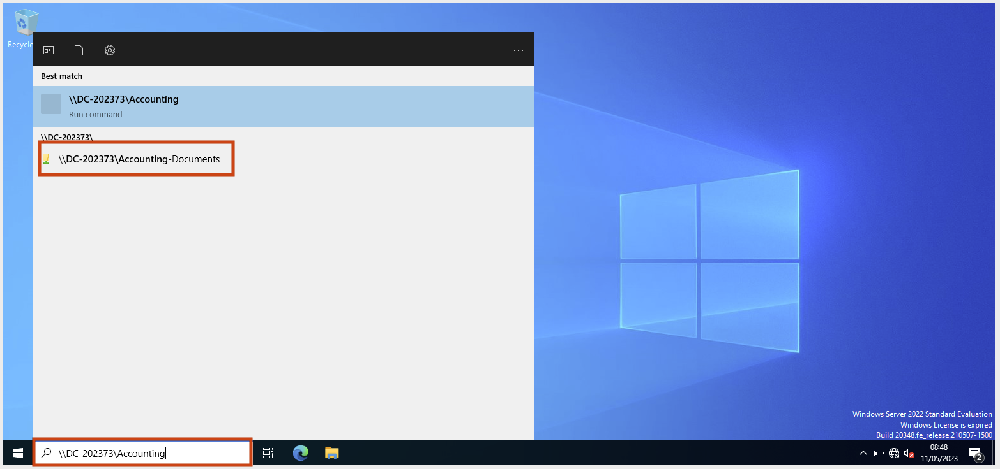 Recycle
...
Best match
\\DC-202373\Accounting
Run command
\\DC-202373\
\\DC-202373\Accounting-Documents
Windows Server 2022 Standard Evaluation
Windows License is expired
Build 20348.fe_release.210507-1500
\\DC-202373\Accounting
08:48
11/05/2023
2